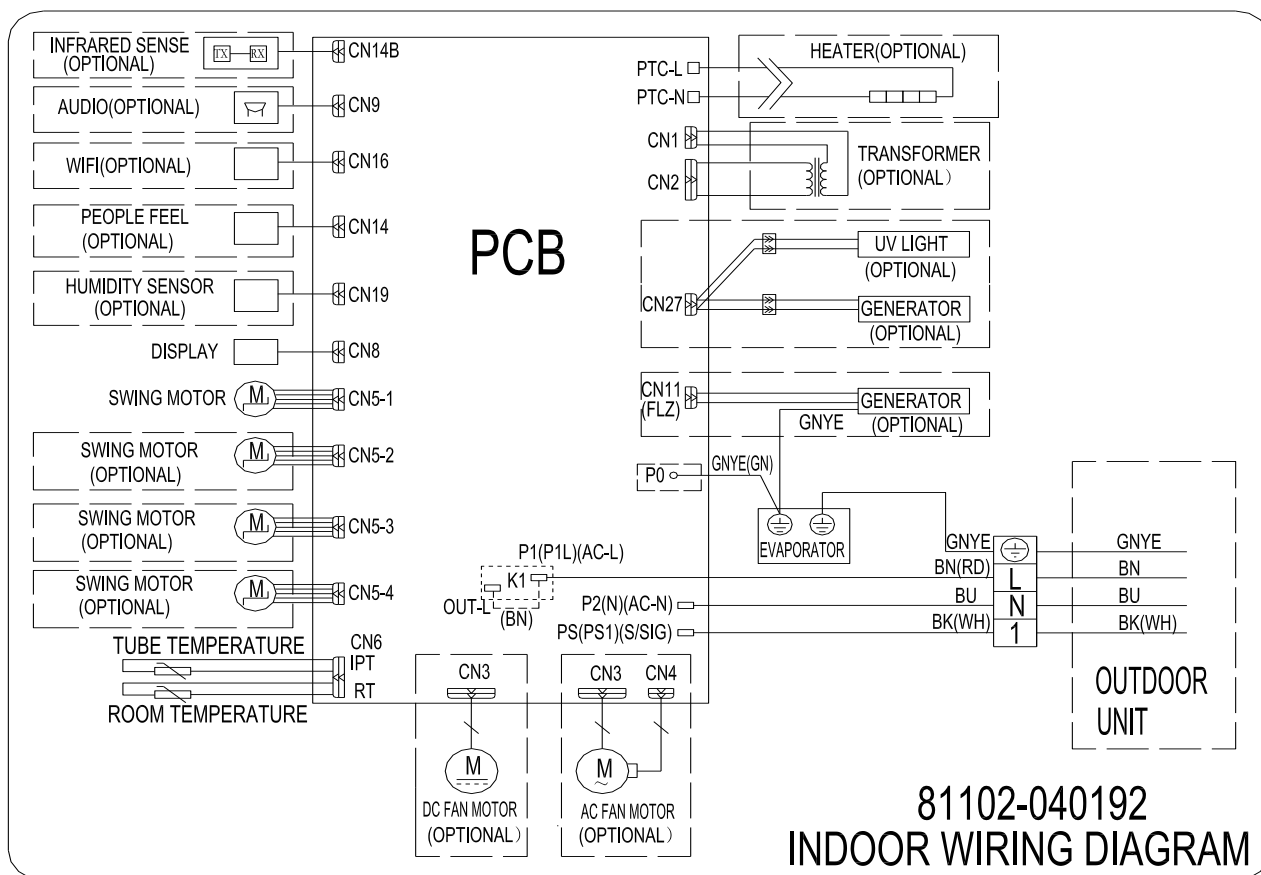 INFRARED SENSE
(OPTIONAL)
TX
RX
CN14B
AUDIO(OPTIONAL)
CN9
WIFI(OPTIONAL)
CN16
PEOPLE FEEL
(OPTIONAL)
CN14
HUMIDITY SENSOR
(OPTIONAL)
CN19
DISPLAY
CN8
SWING MOTOR
M
CN5-1
SWING MOTOR
(OPTIONAL)
M
CN5-2
SWING MOTOR
(OPTIONAL)
M
CN5-3
SWING MOTOR
(OPTIONAL)
M
CN5-4
TUBE TEMPERATURE
CN6
IPT
RT
ROOM TEMPERATURE
PCB
HEATER(OPTIONAL)
PTC-L
PTC-N
CN1
CN2
TRANSFORMER
(OPTIONAL)
CN27
UV LIGHT
(OPTIONAL)
GENERATOR
(OPTIONAL)
CN11
(FLZ)
GENERATOR
(OPTIONAL)
GNYE
P0
GNYE(GN)
EVAPORATOR
P1(P1L)(AC-L)
K1
OUT-L
(BN)
P2(N)(AC-N)
PS(PS1)(S/SIG)
GNYE
GNYE
BN(RD)
L
BN
BU
N
BU
BK(WH)
1
BK(WH)
OUTDOOR
UNIT
CN3
M
DC FAN MOTOR
(OPTIONAL)
CN3
CN4
M
~
AC FAN MOTOR
(OPTIONAL)
81102-040192
INDOOR WIRING DIAGRAM